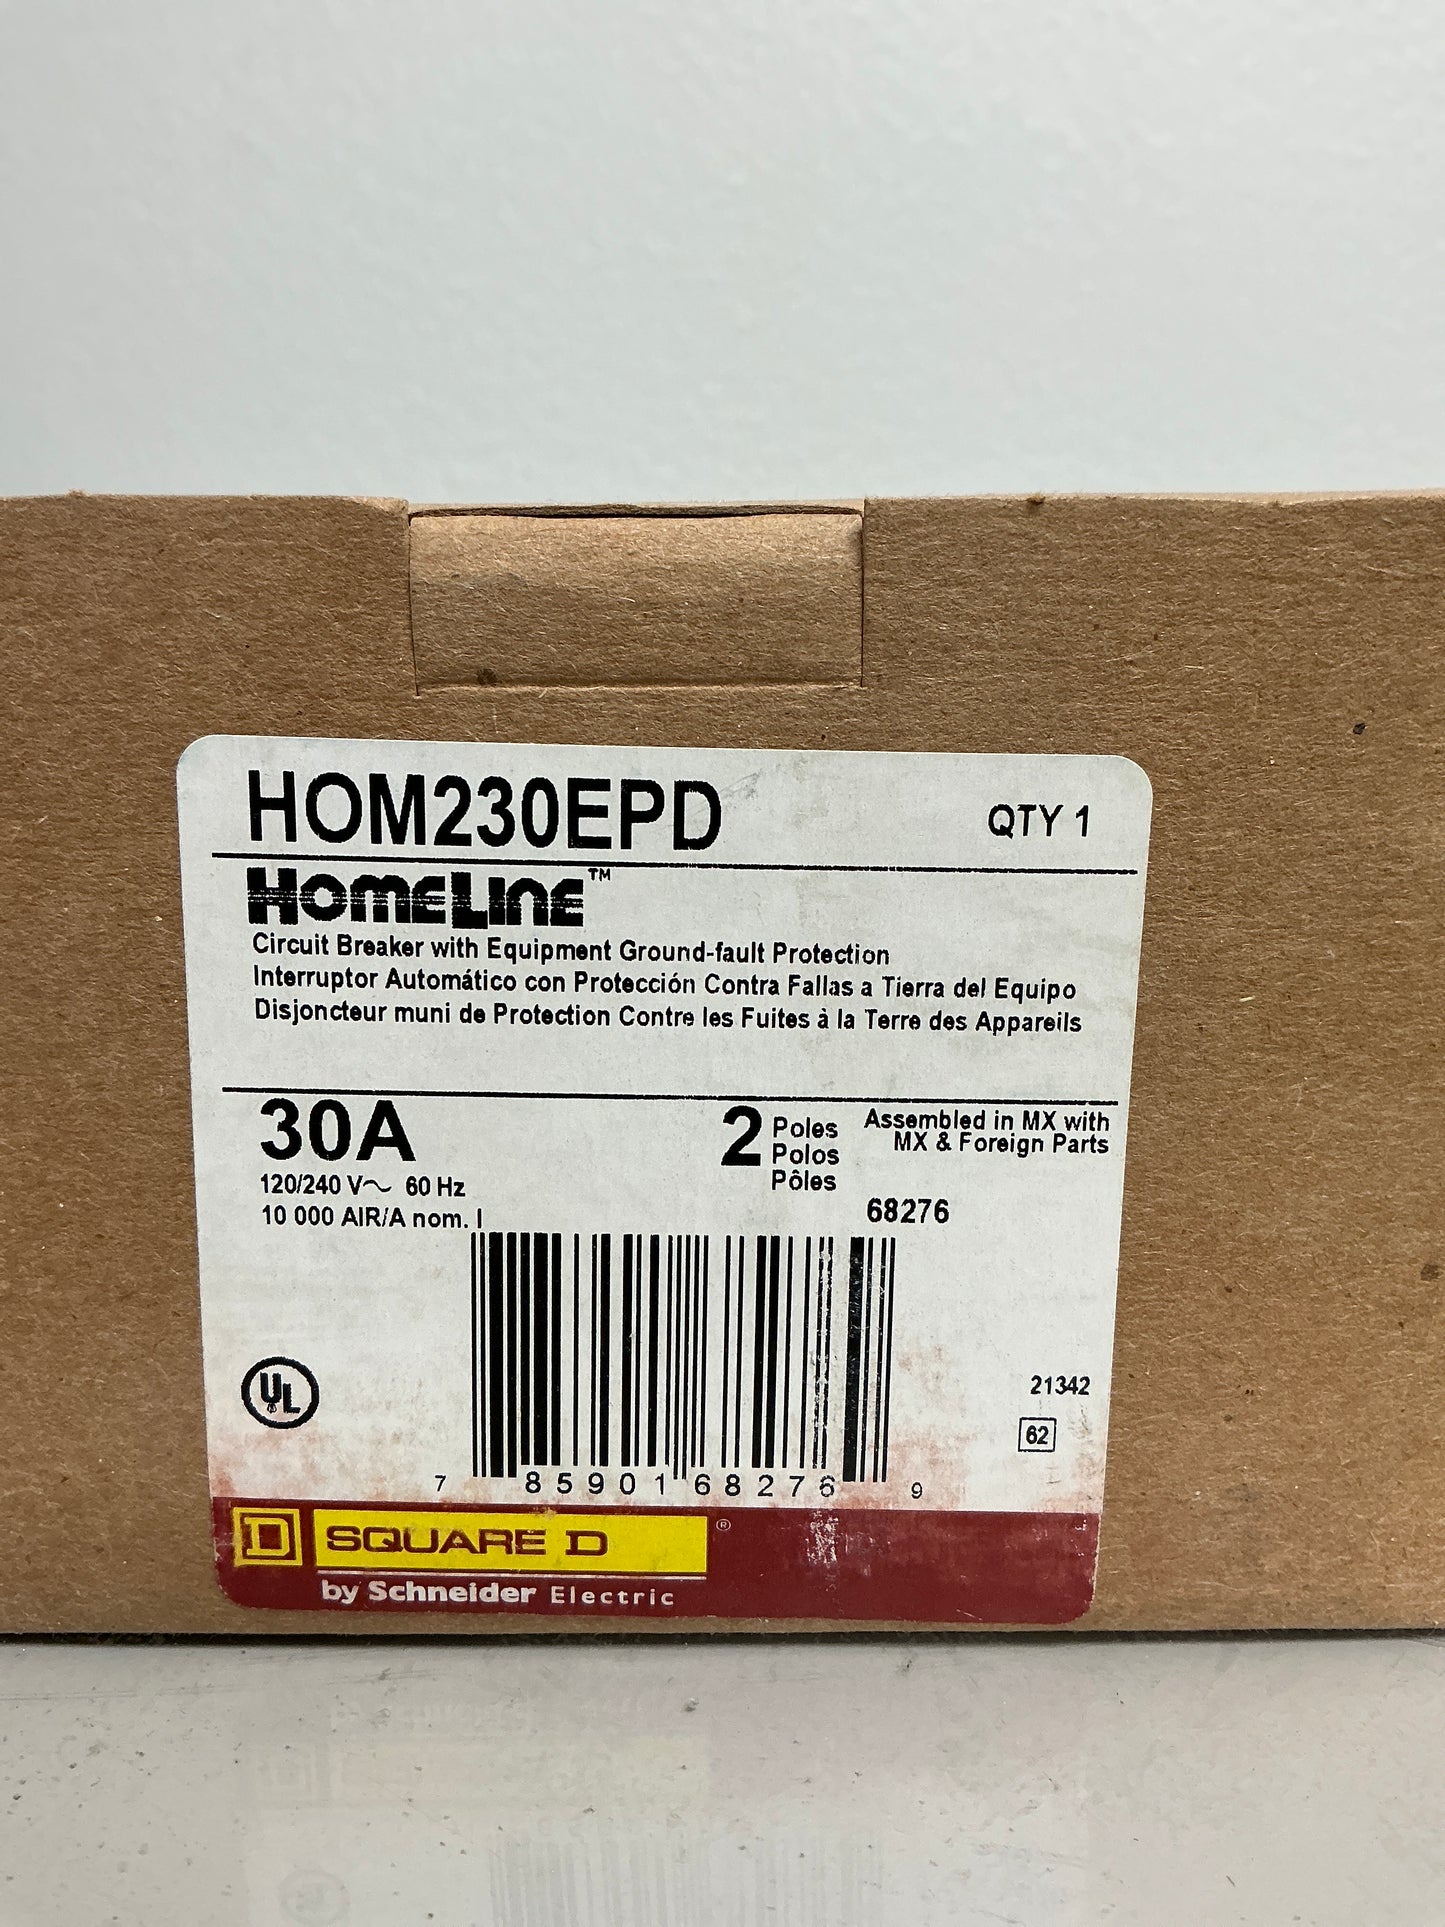 HOM230EPD QTY 1
HOMELINE™
Circuit Breaker with Equipment Ground-fault Protection
Interruptor Automático con Protección Contra Fallas a Tierra del Equipo
Disjoncteur muni de Protection Contre les Fuites à la Terre des Appareils
30A
120/240 V~ 60 Hz
10 000 AIR/A nom. I
2 Poles
Polos
Pôles
Assembled in MX with
MX & Foreign Parts
68276
7 85901 68276 9
UL
21342
62
D SQUARE D ®
by Schneider Electric